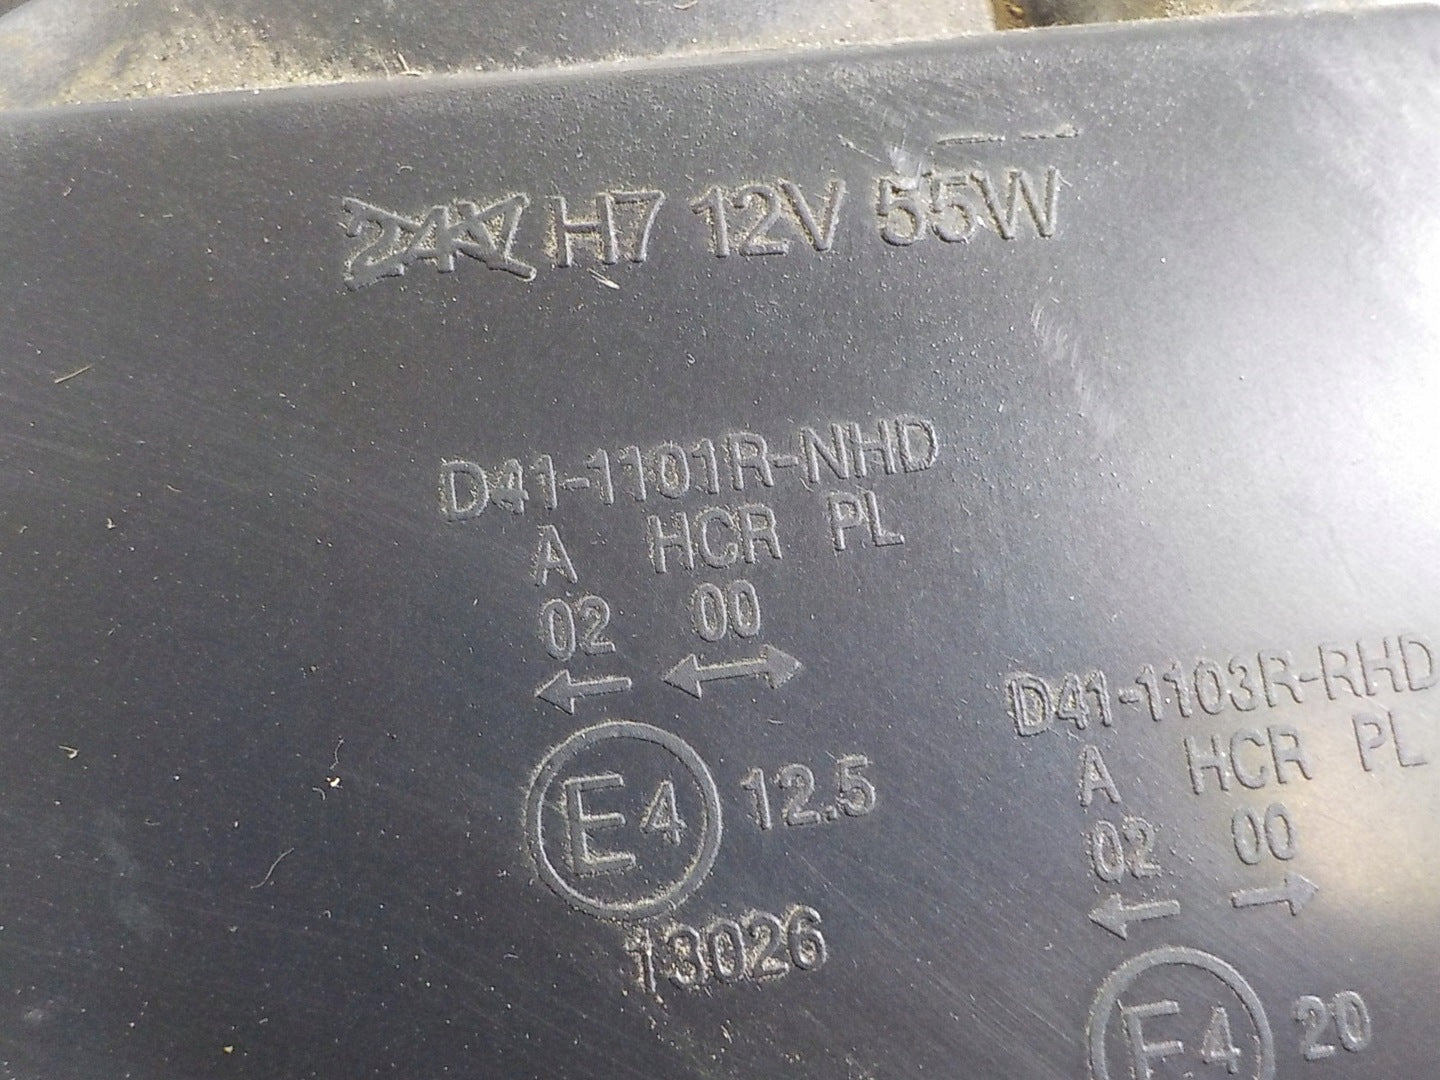 24V H7 12V 55W
D41-1101R-NHD
A HCR PL
02 00
← ↔
E4 12.5
13026
D41-1103R-RHD
A HCR PL
02 00
← →
E4 20